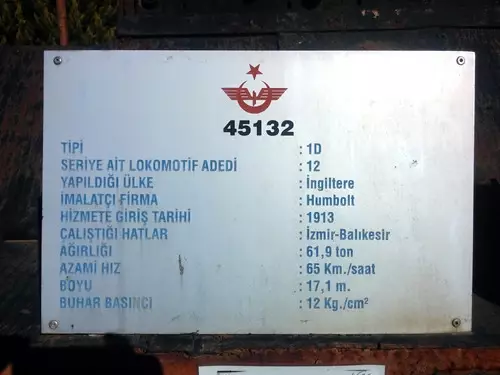 45132
TİPİ : 1D
SERİYE AİT LOKOMOTİF ADEDİ : 12
YAPILDIĞI ÜLKE : İngiltere
İMALATÇI FİRMA : Humbolt
HİZMETE GİRİŞ TARİHİ : 1913
ÇALIŞTIĞI HATLAR : İzmir-Balıkesir
AĞIRLIĞI : 61,9 ton
AZAMİ HIZ : 65 Km./saat
BOYU : 17,1 m.
BUHAR BASINCI : 12 Kg./cm²